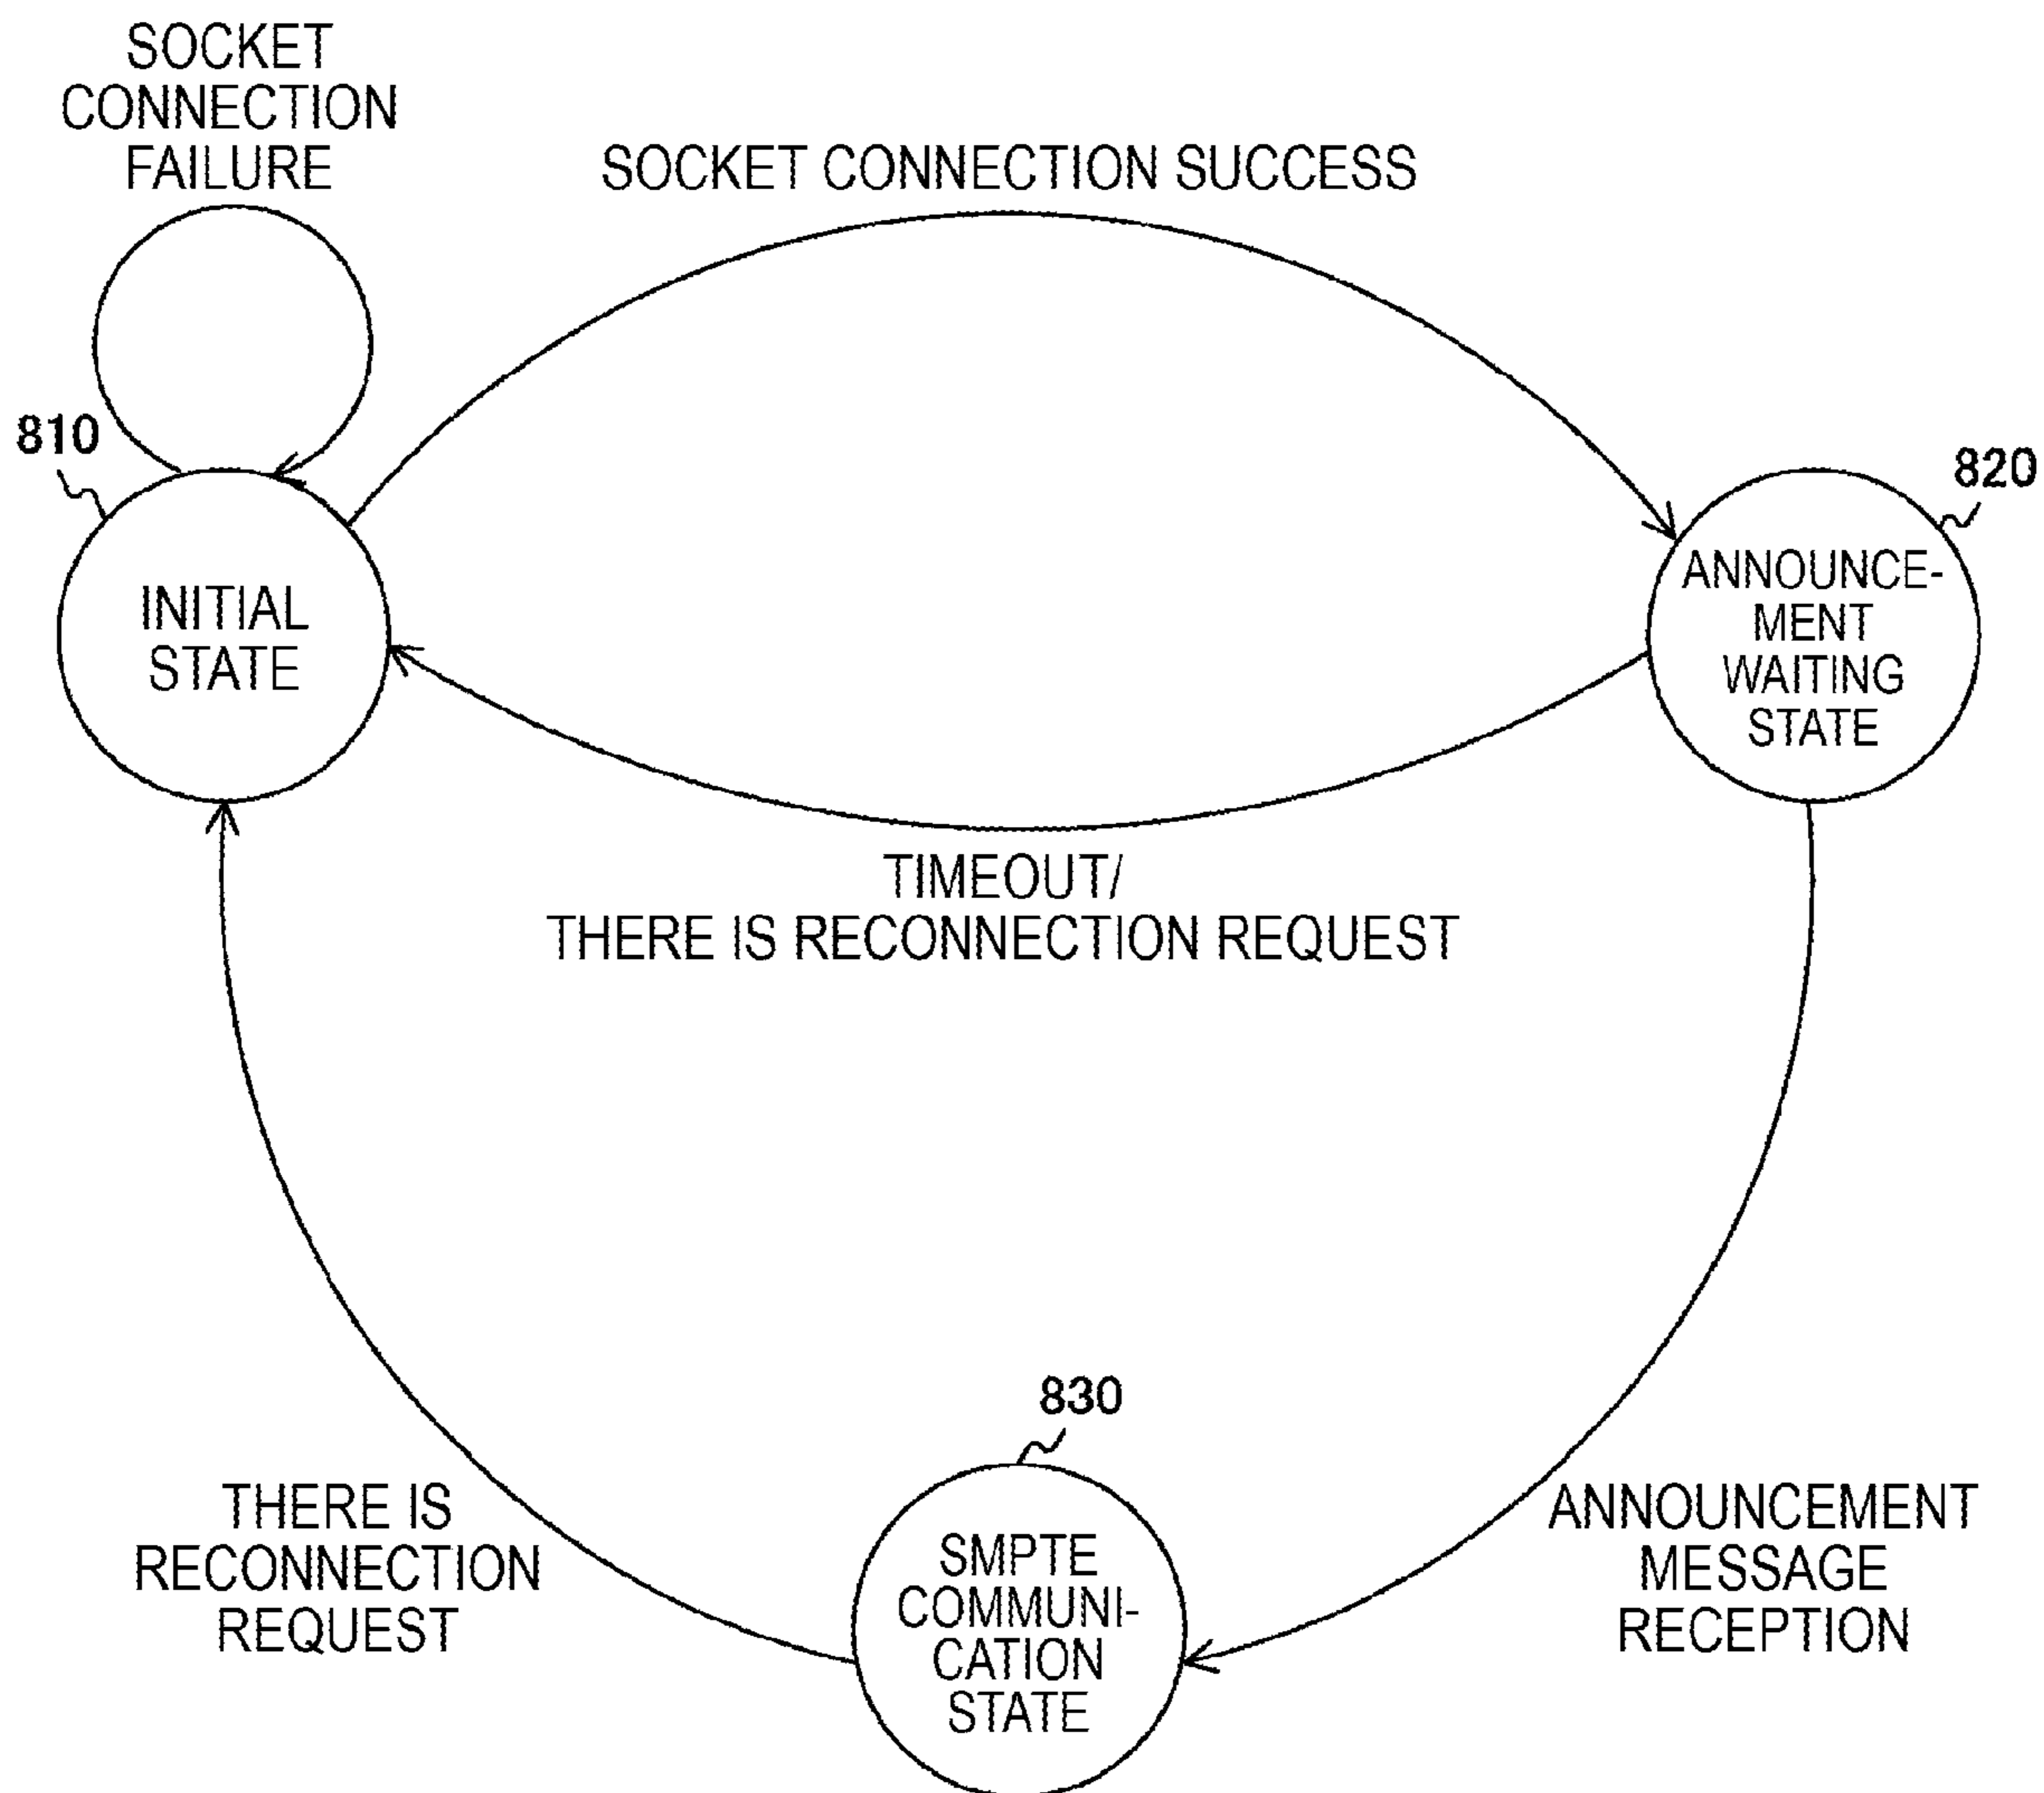 SOCKET
CONNECTION
FAILURE
SOCKET CONNECTION SUCCESS
810
820
INITIAL
STATE
ANNOUNCE-
MENT
WAITING
STATE
TIMEOUT/
THERE IS RECONNECTION REQUEST
830
THERE IS
RECONNECTION
REQUEST
SMPTE
COMMUNI-
CATION
STATE
ANNOUNCEMENT
MESSAGE
RECEPTION